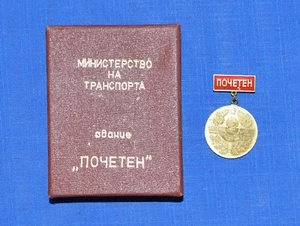 МИНИСТЕРСТВО
НА
ТРАНСПОРТА
звание
„ПОЧЕТЕН"
ПОЧЕТЕН